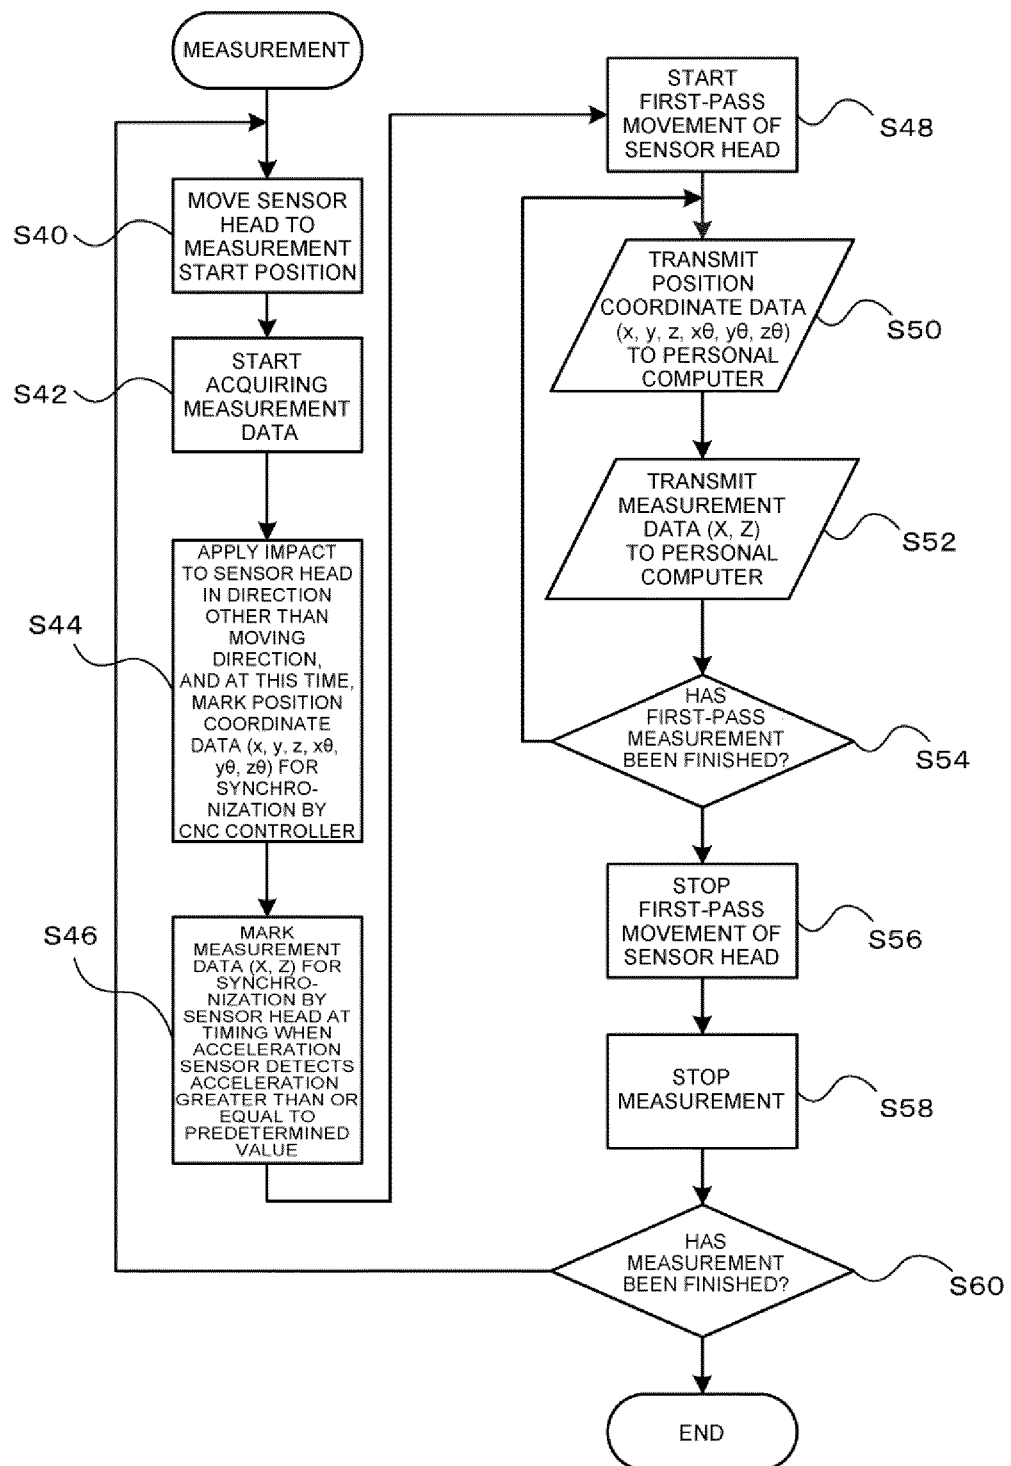 MEASUREMENT
S40
MOVE SENSOR
HEAD TO
MEASUREMENT
START POSITION
S42
START
ACQUIRING
MEASUREMENT
DATA
S44
APPLY IMPACT
TO SENSOR HEAD
IN DIRECTION
OTHER THAN
MOVING
DIRECTION,
AND AT THIS TIME,
MARK POSITION
COORDINATE
DATA (x, y, z, xθ,
yθ, zθ) FOR
SYNCHRO-
NIZATION BY
CNC CONTROLLER
S46
MARK
MEASUREMENT
DATA (X, Z) FOR
SYNCHRO-
NIZATION BY
SENSOR HEAD AT
TIMING WHEN
ACCELERATION
SENSOR DETECTS
ACCELERATION
GREATER THAN OR
EQUAL TO
PREDETERMINED
VALUE
START
FIRST-PASS
MOVEMENT OF
SENSOR HEAD
S48
TRANSMIT
POSITION
COORDINATE DATA
(x, y, z, xθ, yθ, zθ)
TO PERSONAL
COMPUTER
S50
TRANSMIT
MEASUREMENT
DATA (X, Z)
TO PERSONAL
COMPUTER
S52
HAS
FIRST-PASS
MEASUREMENT
BEEN FINISHED?
S54
STOP
FIRST-PASS
MOVEMENT OF
SENSOR HEAD
S56
STOP
MEASUREMENT
S58
HAS
MEASUREMENT
BEEN FINISHED?
S60
END